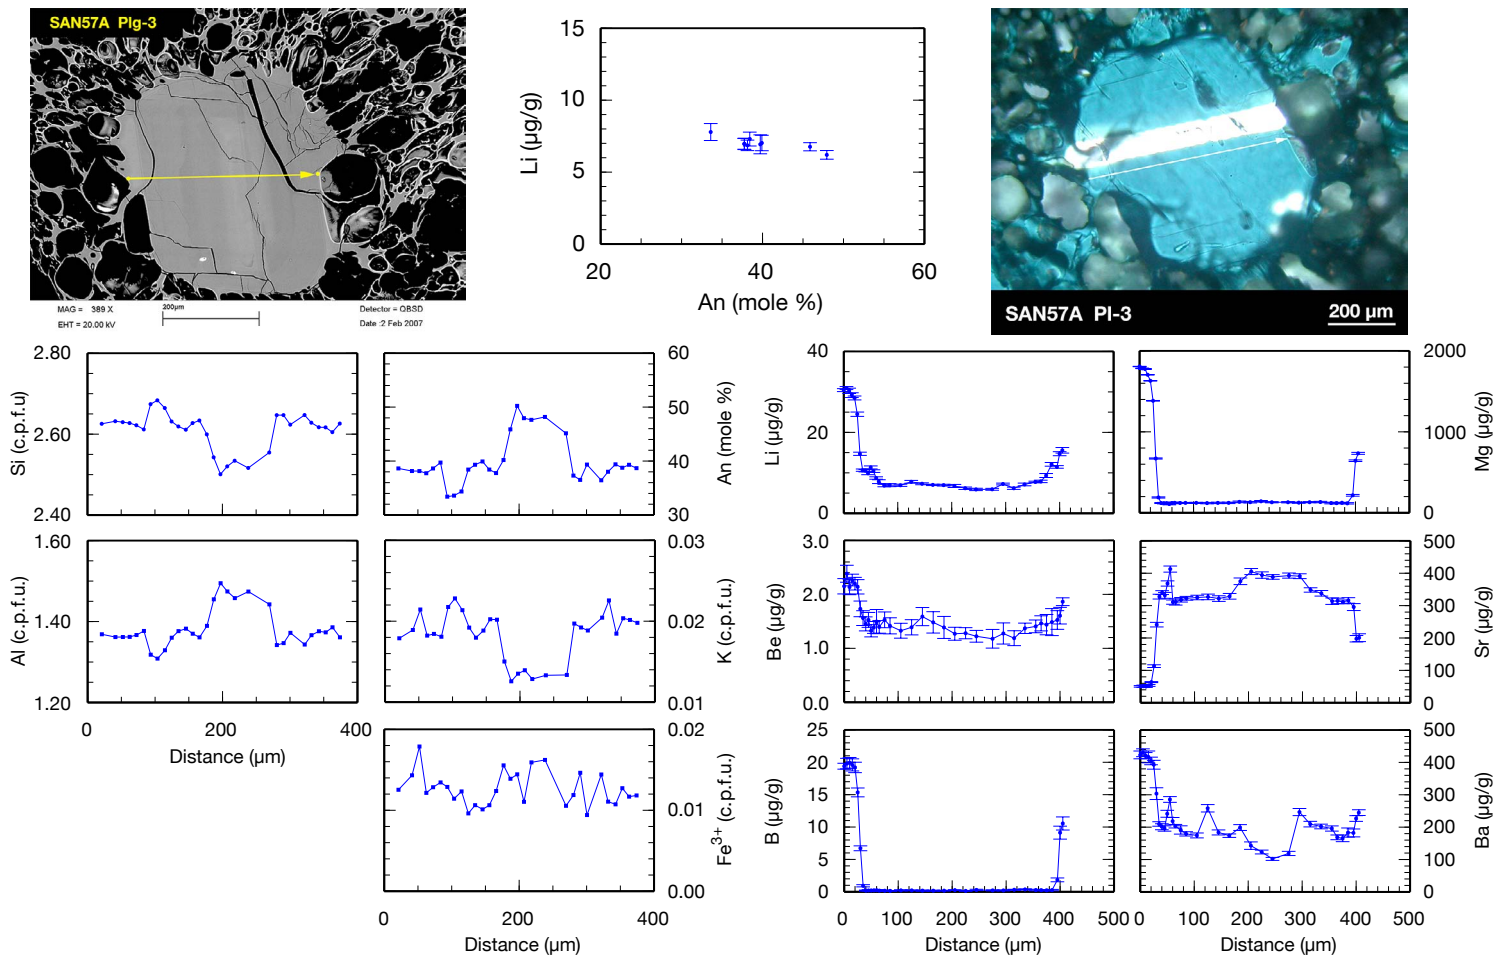 SAN57A Plg-3
MAG = 389 X
EHT = 20.00 kV
200µm
Detector = QBSD
Date :2 Feb 2007
15
10
5
0
Li (µg/g)
20
40
60
An (mole %)
SAN57A Pl-3
200 µm
2.80
2.60
2.40
Si (c.p.f.u)
60
50
40
30
An (mole %)
1.60
1.40
1.20
Al (c.p.f.u.)
0
200
400
Distance (µm)
0.03
0.02
0.01
K (c.p.f.u)
0.02
0.01
0.00
Fe3+ (c.p.f.u.)
0
200
400
Distance (µm)
40
20
0
Li (µg/g)
2000
1000
0
Mg (µg/g)
3.0
2.0
1.0
0.0
Be (µg/g)
500
400
300
200
100
0
Sr (µg/g)
25
20
15
10
5
0
B (µg/g)
0
100
200
300
400
500
Distance (µm)
500
400
300
200
100
0
Ba (µg/g)
0
100
200
300
400
500
Distance (µm)